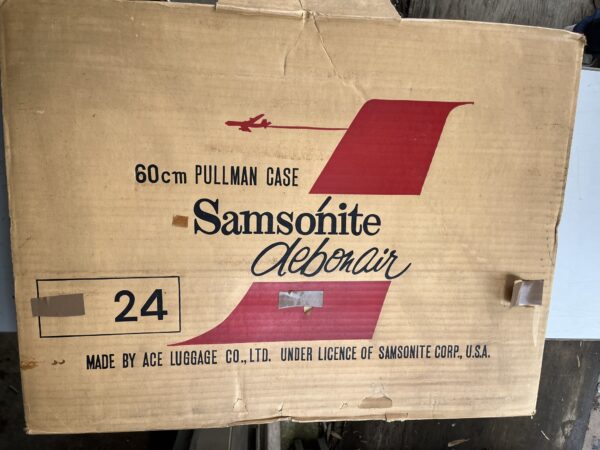 60cm PULLMAN CASE
Samsonite
debonair
24
MADE BY ACE LUGGAGE CO., LTD. UNDER LICENCE OF SAMSONITE CORP., U.S.A.